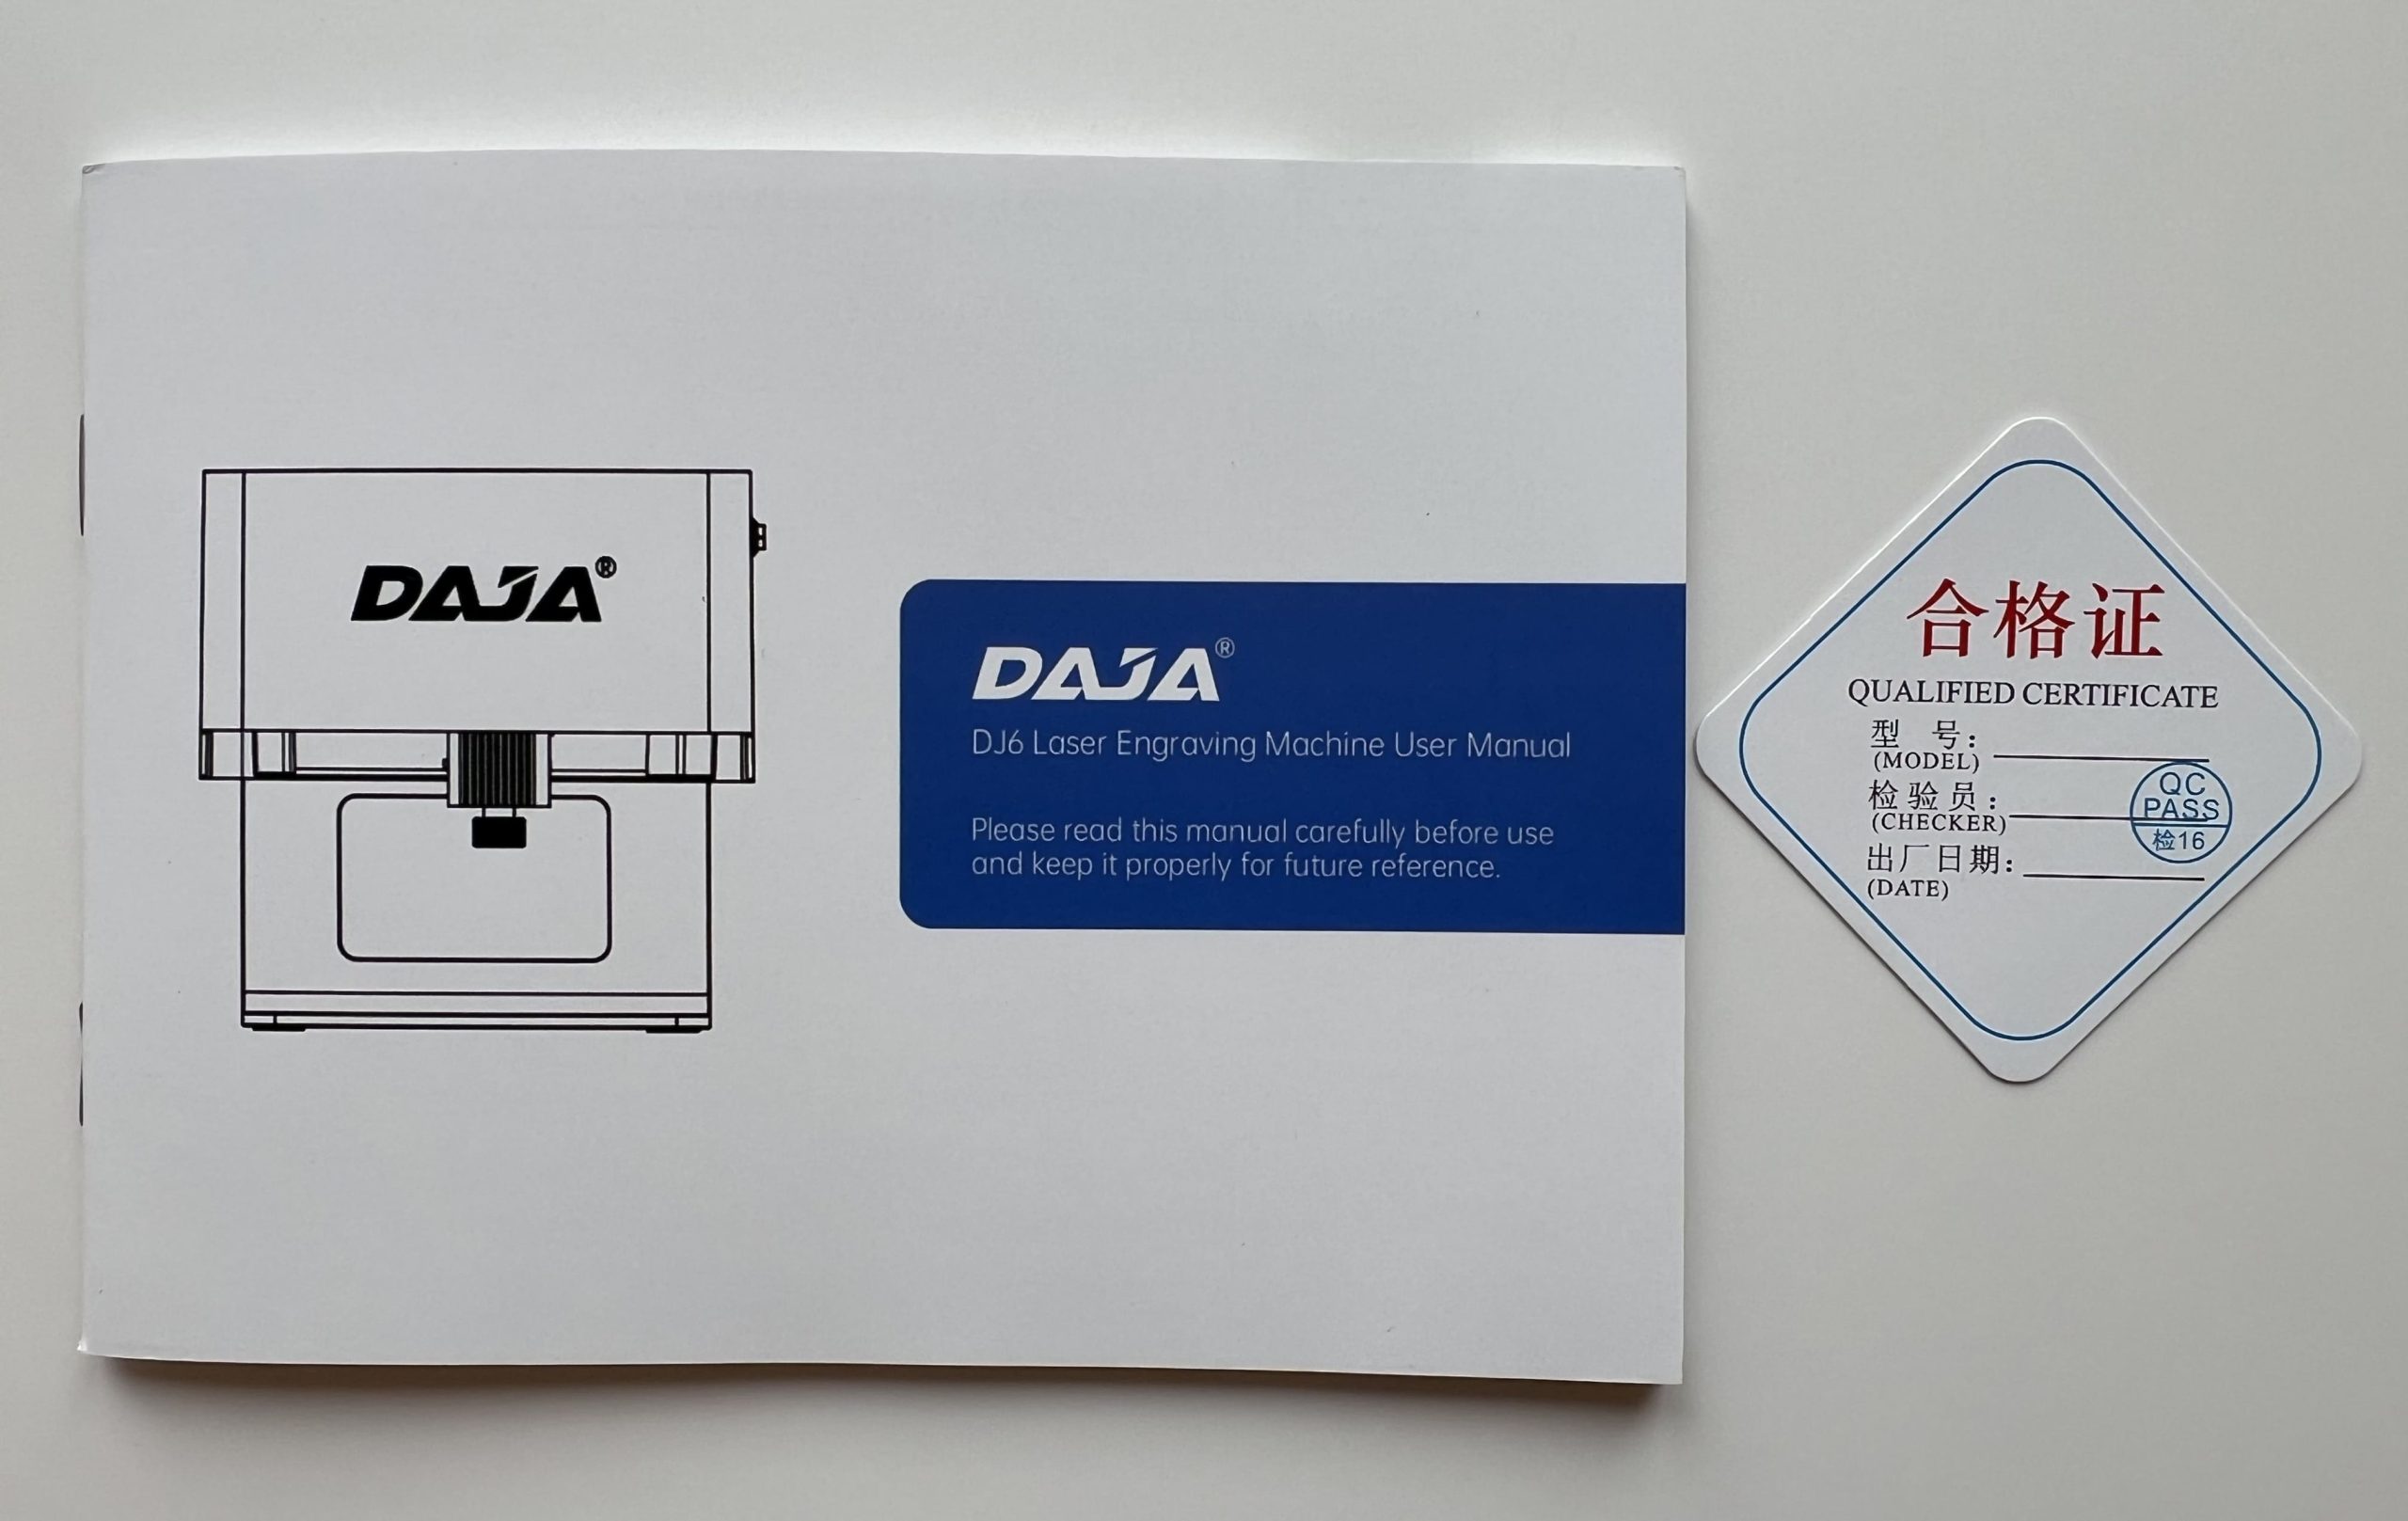 DAJA®
DAJA®
DJ6 Laser Engraving Machine User Manual
Please read this manual carefully before use
and keep it properly for future reference.
合格证
QUALIFIED CERTIFICATE
型 号:
(MODEL)
检验员:
(CHECKER)
出厂日期:
(DATE)
QC
PASS
检16